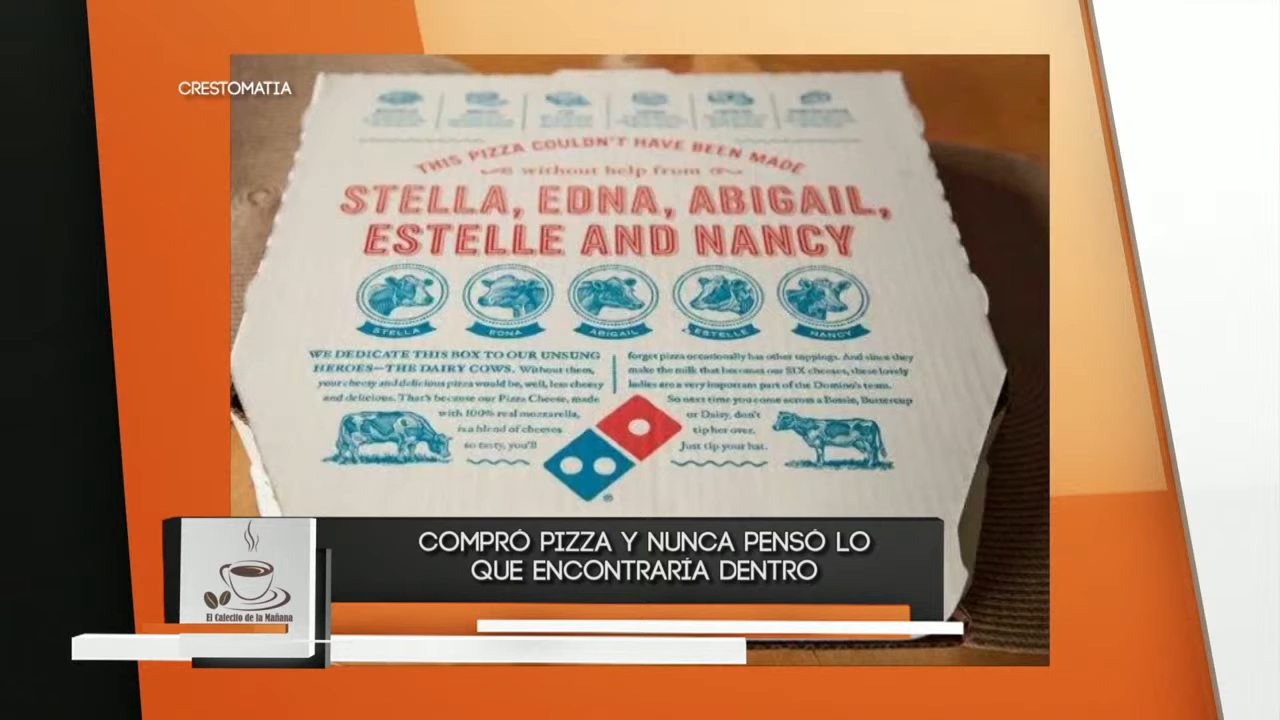 CRESTOMATIA
THIS PIZZA COULDN'T HAVE BEEN MADE
without help from
STELLA, EDNA, ABIGAIL,
ESTELLE AND NANCY
STELLA
EDNA
ABIGAIL
ESTELLE
NANCY
WE DEDICATE THIS BOX TO OUR UNSUNG
HEROES—THE DAIRY COWS. Without them,
your cheesy and delicious pizza would be, well, less cheesy
and delicious. That's because our Pizza Cheese, made
with 100% real mozzarella,
is a blend of cheeses
so tasty, you'll
forget pizza occasionally has other toppings. And since they
make the milk that becomes our SIX cheeses, these lovely
ladies are a very important part of the Domino's team.
So next time you come across a Bossie, Buttercup
or Daisy, don't
tip her over.
Just tip your hat.
®
COMPRÓ PIZZA Y NUNCA PENSÓ LO
QUE ENCONTRARÍA DENTRO
El Cafecito de la Mañana